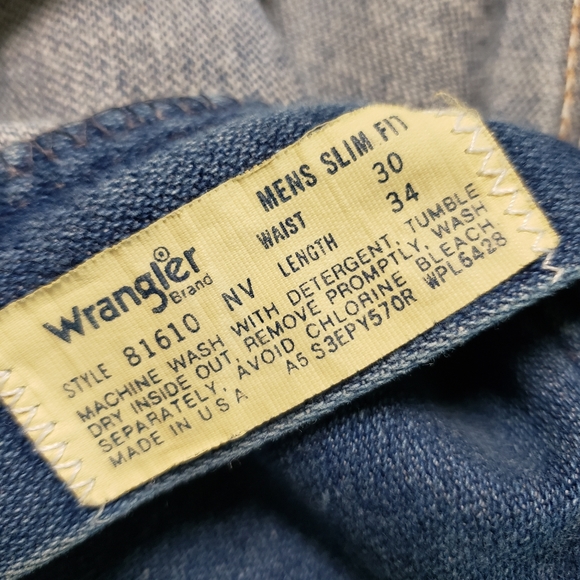 Wrangler®
Brand
MENS SLIM FIT
WAIST 30
LENGTH 34
STYLE 81610 NV
MACHINE WASH WITH DETERGENT, TUMBLE
DRY INSIDE OUT, REMOVE PROMPTLY, WASH
SEPARATELY, AVOID CHLORINE BLEACH
MADE IN USA A5 S3EPY570R WPL6428